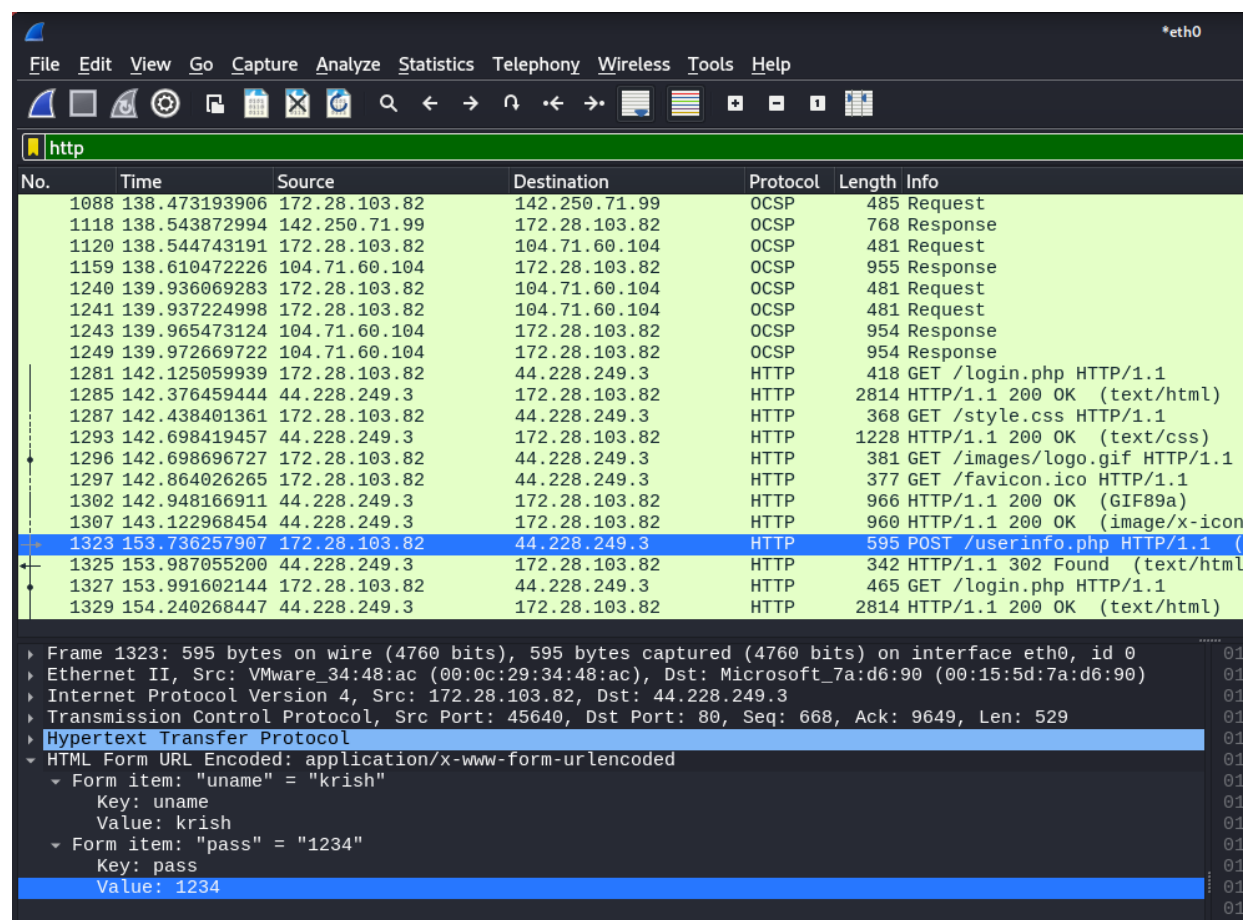 *eth0
File Edit View Go Capture Analyze Statistics Telephony Wireless Tools Help
http
No. Time Source Destination Protocol Length Info
1088 138.473193906 172.28.103.82 142.250.71.99 OCSP 485 Request
1118 138.543872994 142.250.71.99 172.28.103.82 OCSP 768 Response
1120 138.544743191 172.28.103.82 104.71.60.104 OCSP 481 Request
1159 138.610472226 104.71.60.104 172.28.103.82 OCSP 955 Response
1240 139.936069283 172.28.103.82 104.71.60.104 OCSP 481 Request
1241 139.937224998 172.28.103.82 104.71.60.104 OCSP 481 Request
1243 139.965473124 104.71.60.104 172.28.103.82 OCSP 954 Response
1249 139.972669722 104.71.60.104 172.28.103.82 OCSP 954 Response
1281 142.125059939 172.28.103.82 44.228.249.3 HTTP 418 GET /login.php HTTP/1.1
1285 142.376459444 44.228.249.3 172.28.103.82 HTTP 2814 HTTP/1.1 200 OK (text/html)
1287 142.438401361 172.28.103.82 44.228.249.3 HTTP 368 GET /style.css HTTP/1.1
1293 142.698419457 44.228.249.3 172.28.103.82 HTTP 1228 HTTP/1.1 200 OK (text/css)
1296 142.698696727 172.28.103.82 44.228.249.3 HTTP 381 GET /images/logo.gif HTTP/1.1
1297 142.864026265 172.28.103.82 44.228.249.3 HTTP 377 GET /favicon.ico HTTP/1.1
1302 142.948166911 44.228.249.3 172.28.103.82 HTTP 966 HTTP/1.1 200 OK (GIF89a)
1307 143.122968454 44.228.249.3 172.28.103.82 HTTP 960 HTTP/1.1 200 OK (image/x-icon
1323 153.736257907 172.28.103.82 44.228.249.3 HTTP 595 POST /userinfo.php HTTP/1.1 (
1325 153.987055200 44.228.249.3 172.28.103.82 HTTP 342 HTTP/1.1 302 Found (text/html
1327 153.991602144 172.28.103.82 44.228.249.3 HTTP 465 GET /login.php HTTP/1.1
1329 154.240268447 44.228.249.3 172.28.103.82 HTTP 2814 HTTP/1.1 200 OK (text/html)
Frame 1323: 595 bytes on wire (4760 bits), 595 bytes captured (4760 bits) on interface eth0, id 0
Ethernet II, Src: VMware_34:48:ac (00:0c:29:34:48:ac), Dst: Microsoft_7a:d6:90 (00:15:5d:7a:d6:90)
Internet Protocol Version 4, Src: 172.28.103.82, Dst: 44.228.249.3
Transmission Control Protocol, Src Port: 45640, Dst Port: 80, Seq: 668, Ack: 9649, Len: 529
Hypertext Transfer Protocol
HTML Form URL Encoded: application/x-www-form-urlencoded
Form item: "uname" = "krish"
Key: uname
Value: krish
Form item: "pass" = "1234"
Key: pass
Value: 1234